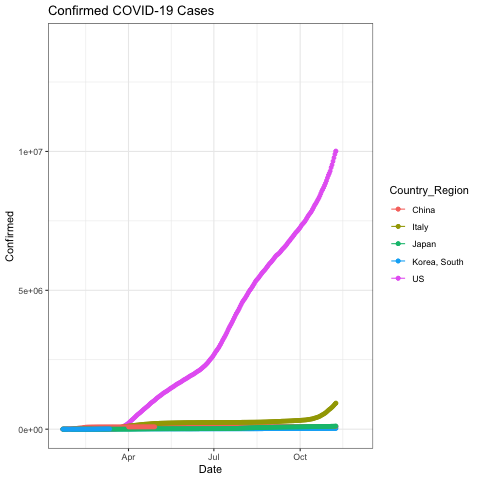 Confirmed COVID-19 Cases
1e+07
5e+06
0e+00
Confirmed
Apr
Jul
Oct
Date
Country_Region
China
Italy
Japan
Korea, South
US